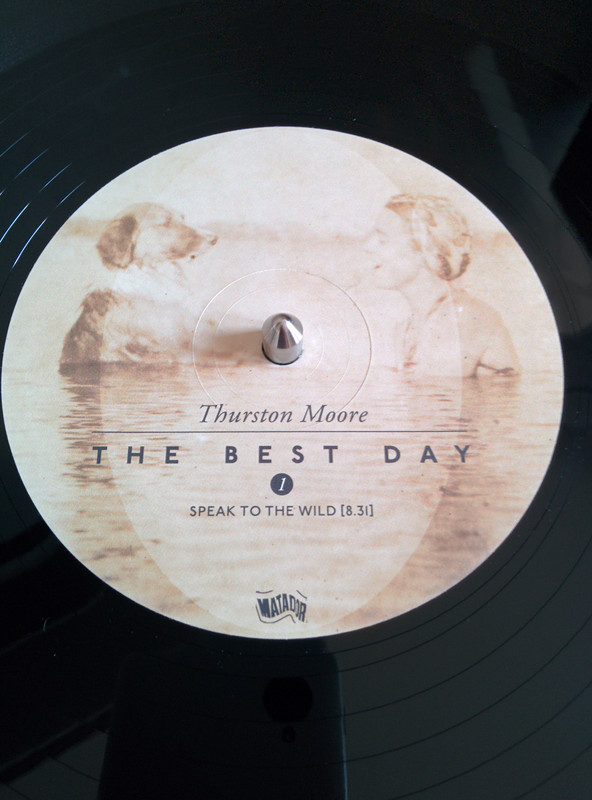 Thurston Moore
THE BEST DAY
1
SPEAK TO THE WILD [8.31]
MATADOR